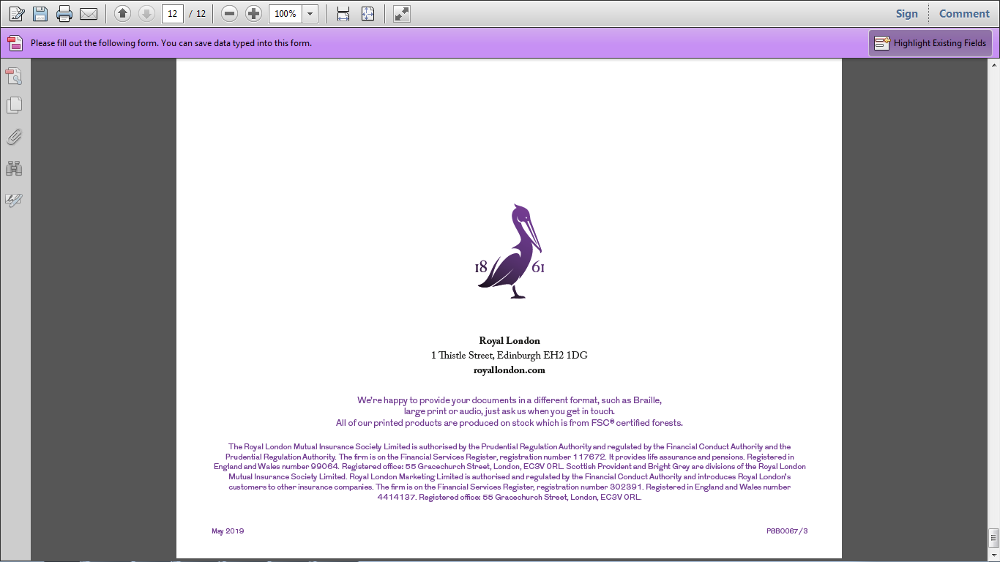 12 / 12 100% Sign Comment
Please fill out the following form. You can save data typed into this form. Highlight Existing Fields
18 61
Royal London
1 Thistle Street, Edinburgh EH2 1DG
royallondon.com
We're happy to provide your documents in a different format, such as Braille,
large print or audio, just ask us when you get in touch.
All of our printed products are produced on stock which is from FSC® certified forests.
The Royal London Mutual Insurance Society Limited is authorised by the Prudential Regulation Authority and regulated by the Financial Conduct Authority and the
Prudential Regulation Authority. The firm is on the Financial Services Register, registration number 117672. It provides life assurance and pensions. Registered in
England and Wales number 99064. Registered office: 55 Gracechurch Street, London, EC3V 0RL. Scottish Provident and Bright Grey are divisions of the Royal London
Mutual Insurance Society Limited. Royal London Marketing Limited is authorised and regulated by the Financial Conduct Authority and introduces Royal London's
customers to other insurance companies. The firm is on the Financial Services Register, registration number 302391. Registered in England and Wales number
4414137. Registered office: 55 Gracechurch Street, London, EC3V 0RL.
May 2019 P8B0067/3